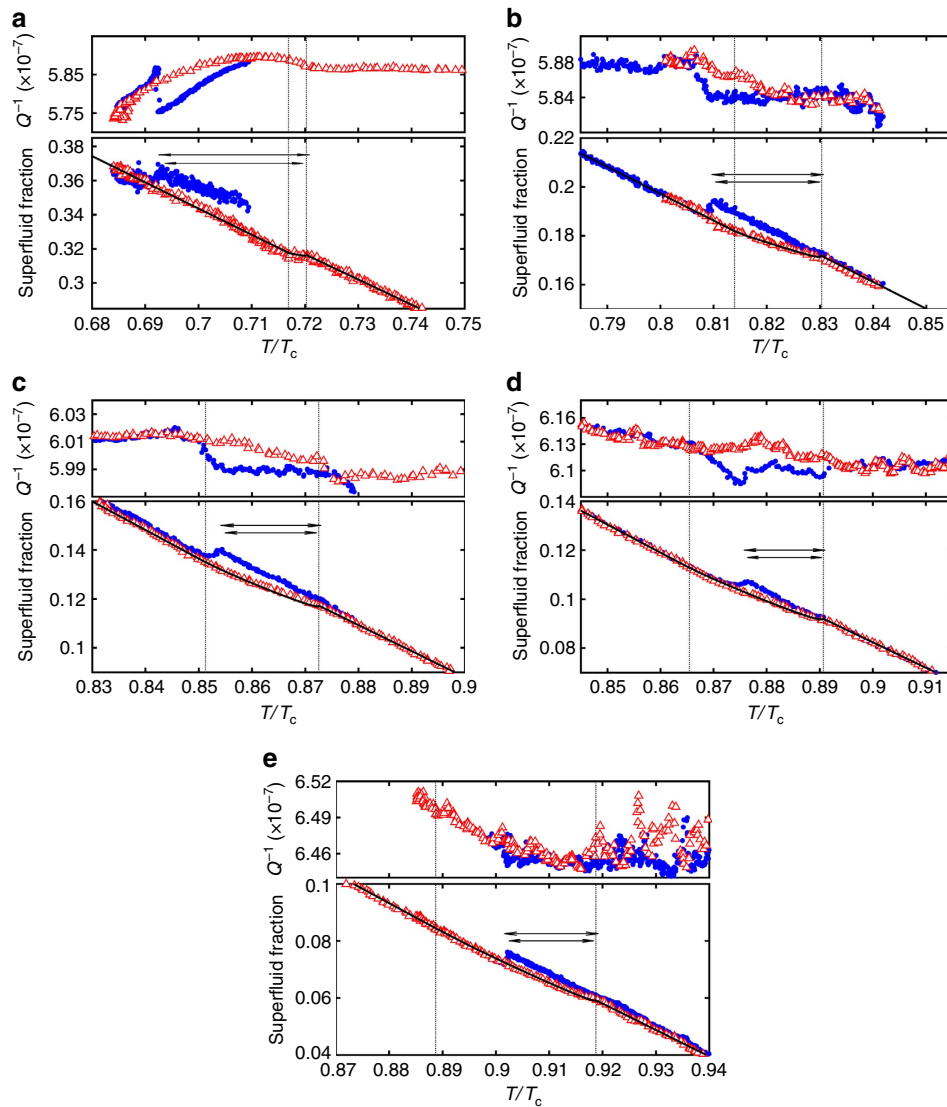 a
Q⁻¹ (×10⁻⁷)
5.85
5.75
Superfluid fraction
0.38
0.36
0.34
0.32
0.3
0.68 0.69 0.7 0.71 0.72 0.73 0.74 0.75
T/Tc
b
Q⁻¹ (×10⁻⁷)
5.88
5.84
Superfluid fraction
0.22
0.2
0.18
0.16
0.79 0.8 0.81 0.82 0.83 0.84 0.85
T/Tc
c
Q⁻¹ (×10⁻⁷)
6.03
6.01
5.99
Superfluid fraction
0.16
0.14
0.12
0.1
0.83 0.84 0.85 0.86 0.87 0.88 0.89 0.9
T/Tc
d
Q⁻¹ (×10⁻⁷)
6.16
6.13
6.1
Superfluid fraction
0.14
0.12
0.1
0.08
0.85 0.86 0.87 0.88 0.89 0.9 0.91
T/Tc
e
Q⁻¹ (×10⁻⁷)
6.52
6.49
6.46
Superfluid fraction
0.1
0.08
0.06
0.04
0.87 0.88 0.89 0.90 0.91 0.92 0.93 0.94
T/Tc